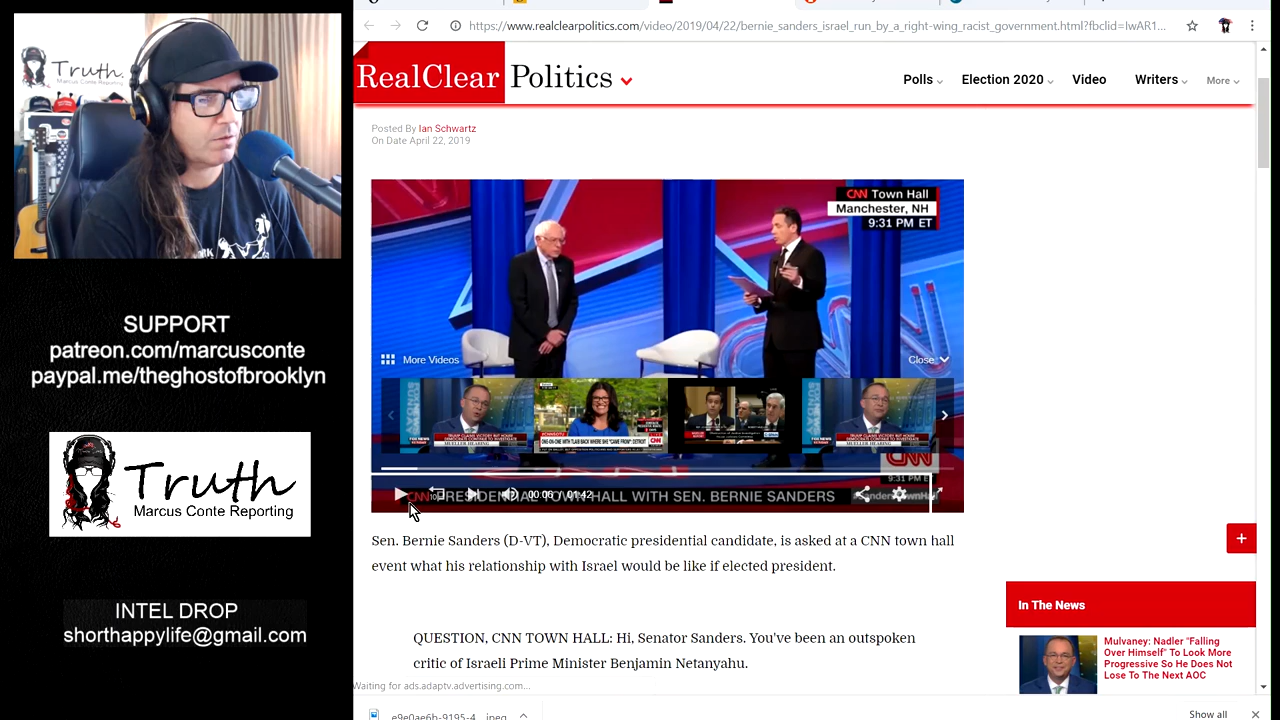 Truth.
Marcus Conte Reporting
SUPPORT
patreon.com/marcusconte
paypal.me/theghostofbrooklyn
Truth
Marcus Conte Reporting
INTEL DROP
shorthappylife@gmail.com
https://www.realclearpolitics.com/video/2019/04/22/bernie_sanders_israel_run_by_a_right-wing_racist_government.html?fbclid=IwAR1...
RealClear Politics
Polls
Election 2020
Video
Writers
More
Posted By Ian Schwartz
On Date April 22, 2019
CNN Town Hall
Manchester, NH
9:31 PM ET
More Videos
Close
CNN
9:31 PM
00:06 / 01:42
HALL WITH SEN. BERNIE SANDERS
Sen. Bernie Sanders (D-VT), Democratic presidential candidate, is asked at a CNN town hall
event what his relationship with Israel would be like if elected president.
QUESTION, CNN TOWN HALL: Hi, Senator Sanders. You've been an outspoken
critic of Israeli Prime Minister Benjamin Netanyahu.
+
In The News
Mulvaney: Nadler "Falling
Over Himself" To Look More
Progressive So He Does Not
Lose To The Next AOC
Waiting for ads.adaptv.advertising.com...
e9e0ae6b-9195-4....jpeg
Show all